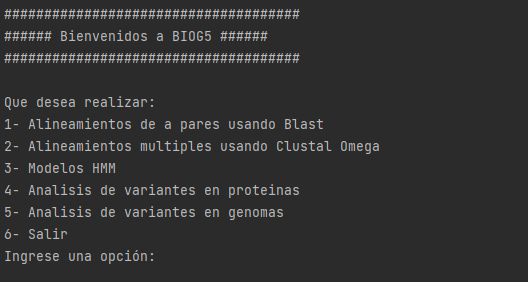 #####################################
###### Bienvenidos a BIOG5 ######
#####################################
Que desea realizar:
1- Alineamientos de a pares usando Blast
2- Alineamientos multiples usando Clustal Omega
3- Modelos HMM
4- Analisis de variantes en proteinas
5- Analisis de variantes en genomas
6- Salir
Ingrese una opción: